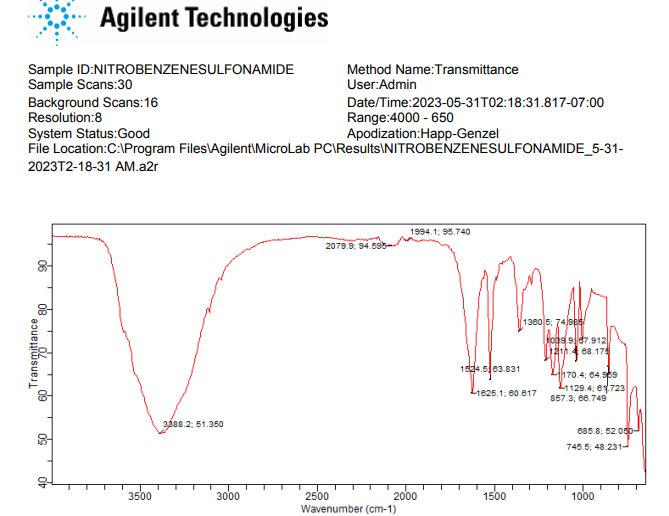 Agilent Technologies
Sample ID:NITROBENZENESULFONAMIDE
Sample Scans:30
Background Scans:16
Resolution:8
System Status:Good
Method Name:Transmittance
User:Admin
Date/Time:2023-05-31T02:18:31.817-07:00
Range:4000 - 650
Apodization:Happ-Genzel
File Location:C:\Program Files\Agilent\MicroLab PC\Results\NITROBENZENESULFONAMIDE_5-31-
2023T2-18-31 AM.a2r
1994.1; 95.740
2079.9; 94.595
1360.5; 74.985
1039.9; 67.912
1211.4; 68.175
1524.5; 63.831
1170.4; 64.959
1625.1; 60.617
1129.4; 61.723
857.3; 66.749
3388.2; 51.350
685.8; 52.050
745.5; 48.231
Transmittance
90
80
70
60
50
40
3500
3000
2500
2000
1500
1000
Wavenumber (cm-1)